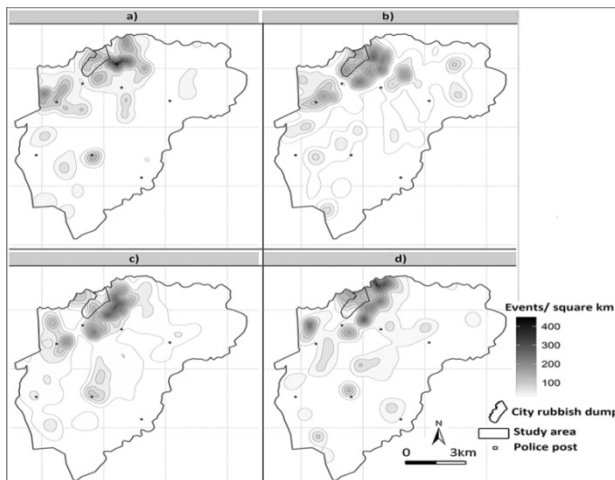 a)
b)
c)
d)
Events/ square km
400
300
200
100
City rubbish dump
Study area
Police post
N
0 3km